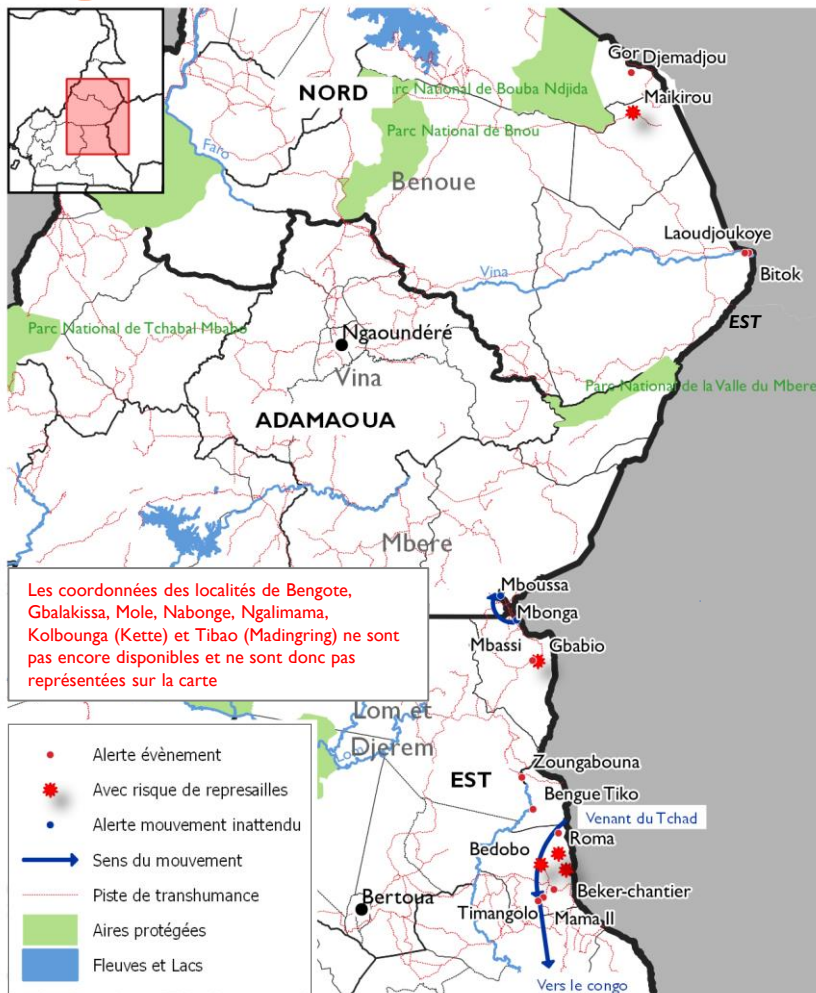 Gor Djemadjou
NORD
Parc National de Bouba Ndjida
Maikirou
Parc National de Bnou
Faro
Benoue
Laoudjoukoye
Vina
Bitok
EST
Parc National de Tchabal Mbabo
Ngaoundéré
Vina
Parc National de la Valle du Mbere
ADAMAOUA
Mbere
Les coordonnées des localités de Bengote,
Gbalakissa, Mole, Nabonge, Ngalimama,
Kolbounga (Kette) et Tibao (Madingring) ne sont
pas encore disponibles et ne sont donc pas
représentées sur la carte
Mboussa
Mbonga
Mbassi
Gbabio
Lom et
Djerem
Lom
Zoungabouna
EST
Bengue Tiko
Venant du Tchad
Roma
Bedobo
Beker-chantier
Bertoua
Timangolo
Mama II
Vers le congo
Alerte évènement
Avec risque de represailles
Alerte mouvement inattendu
Sens du mouvement
Piste de transhumance
Aires protégées
Fleuves et Lacs